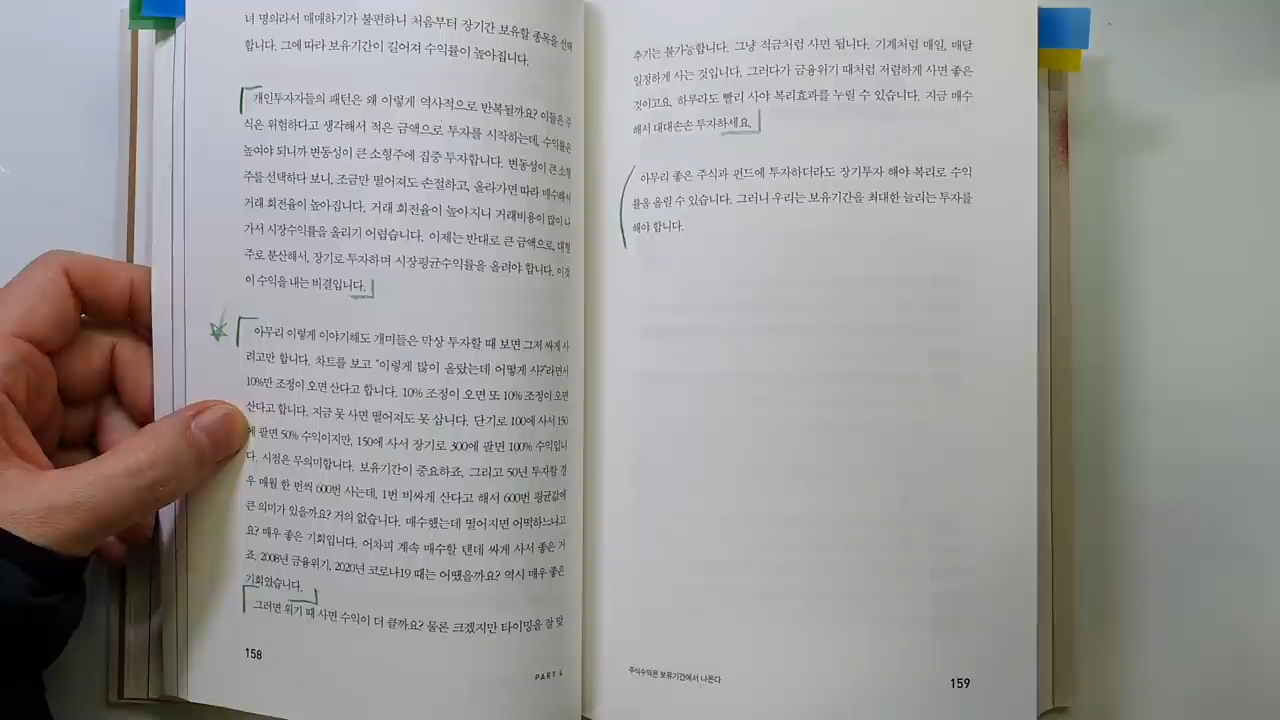 녀 명의라서 매매하기가 불편하니 처음부터 장기간 보유할 종목을 선택
합니다. 그에 따라 보유기간이 길어져 수익률이 높아집니다.
개인투자자들의 패턴은 왜 이렇게 역사적으로 반복될까요? 이들은 주
식은 위험하다고 생각해서 적은 금액으로 투자를 시작하는데, 수익률은
높여야 되니까 변동성이 큰 소형주에 집중 투자합니다. 변동성이 큰 소형
주를 선택하다 보니, 조금만 떨어져도 손절하고, 올라가면 따라 매수해서
거래 회전율이 높아집니다. 거래 회전율이 높아지니 거래비용이 많이 나
가서 시장수익률을 올리기 어렵습니다. 이제는 반대로 큰 금액으로, 대형
주로 분산해서, 장기로 투자하며 시장평균수익률을 올려야 합니다. 이것
이 수익을 내는 비결입니다.
아무리 이렇게 이야기해도 개미들은 막상 투자할 때 보면 그저 싸게 사
려고만 합니다. 차트를 보고 "이렇게 많이 올랐는데 어떻게 사?"라면서
10%만 조정이 오면 산다고 합니다. 10% 조정이 오면 또 10% 조정이 오면
산다고 합니다. 지금 못 사면 떨어져도 못 삽니다. 단기로 100에 사서 150
에 팔면 50% 수익이지만, 150에 사서 장기로 300에 팔면 100% 수익입니
다. 시점은 무의미합니다. 보유기간이 중요하죠. 그리고 50년 투자할 경
우 매월 한 번씩 600번 사는데, 1번 비싸게 산다고 해서 600번 평균값에
큰 의미가 있을까요? 거의 없습니다. 매수했는데 떨어지면 어떡하느냐고
요? 매우 좋은 기회입니다. 어차피 계속 매수할 텐데 싸게 사서 좋은 거
죠. 2008년 금융위기, 2020년 코로나19 때는 어땠을까요? 역시 매우 좋은
기회였습니다.
그러면 위기 때 사면 수익이 더 클까요? 물론 크겠지만 타이밍을 잘 맞
158
PART 4
추기는 불가능합니다. 그냥 적금처럼 사면 됩니다. 기계처럼 매일, 매달
일정하게 사는 것입니다. 그러다가 금융위기 때처럼 저렴하게 사면 좋은
것이고요. 하루라도 빨리 사야 복리효과를 누릴 수 있습니다. 지금 매수
해서 대대손손 투자하세요.
아무리 좋은 주식과 펀드에 투자하더라도 장기투자 해야 복리로 수익
률을 올릴 수 있습니다. 그러니 우리는 보유기간을 최대한 늘리는 투자를
해야 합니다.
주식수익은 보유기간에서 나온다
159